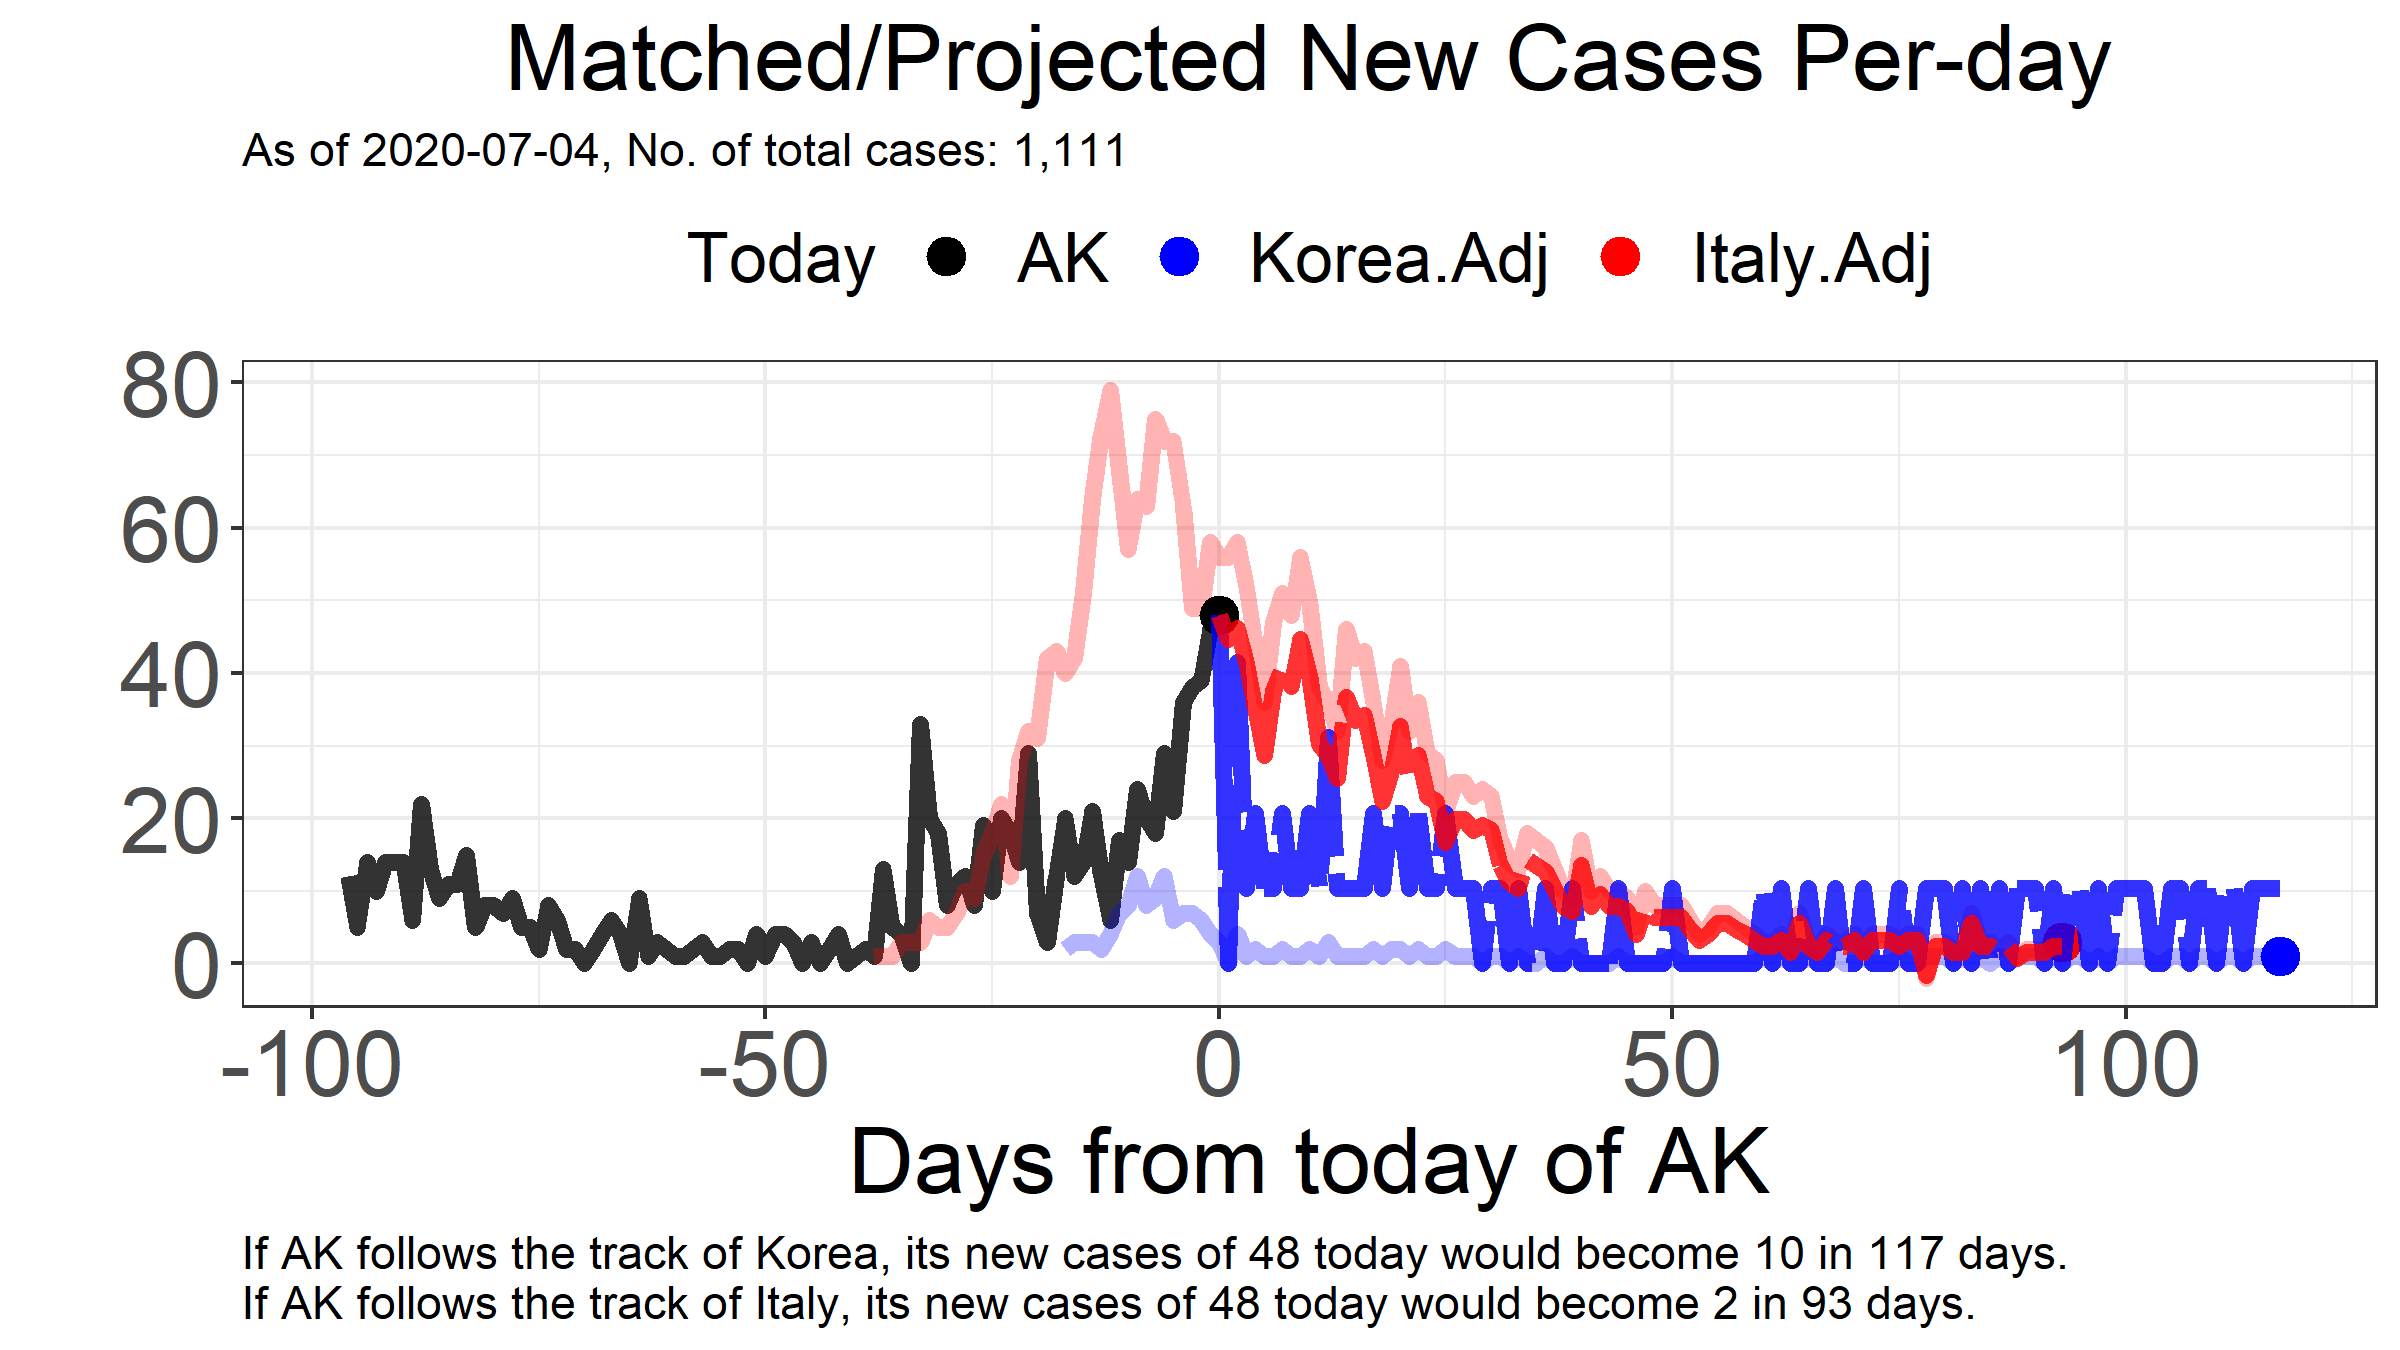 Matched/Projected New Cases Per-day
As of 2020-07-04, No. of total cases: 1,111
Today AK Korea.Adj Italy.Adj
80
60
40
20
0
-100 -50 0 50 100
Days from today of AK
If AK follows the track of Korea, its new cases of 48 today would become 10 in 117 days.
If AK follows the track of Italy, its new cases of 48 today would become 2 in 93 days.